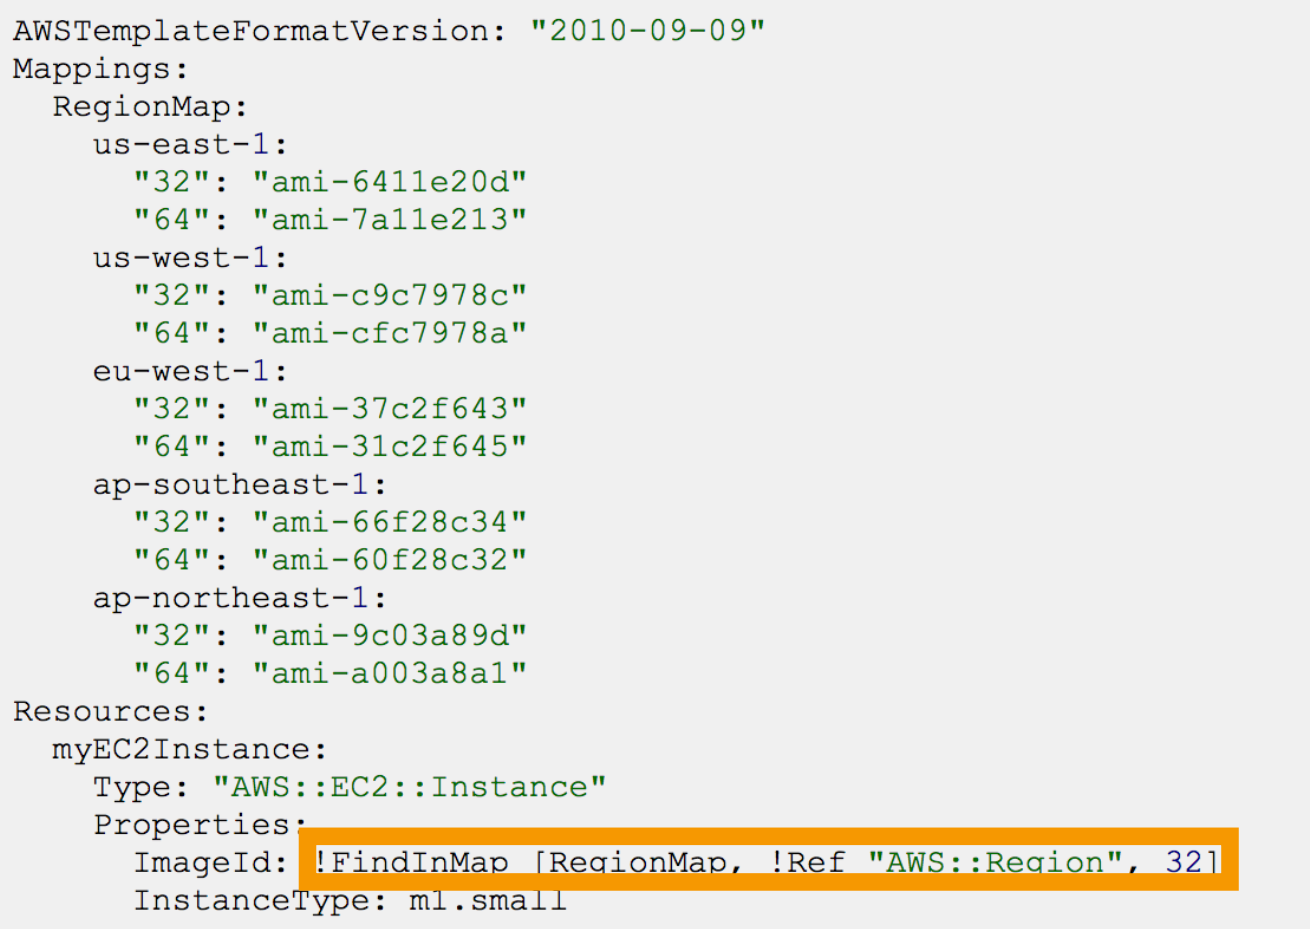 AWSTemplateFormatVersion: "2010-09-09"
Mappings:
  RegionMap:
    us-east-1:
      "32": "ami-6411e20d"
      "64": "ami-7a11e213"
    us-west-1:
      "32": "ami-c9c7978c"
      "64": "ami-cfc7978a"
    eu-west-1:
      "32": "ami-37c2f643"
      "64": "ami-31c2f645"
    ap-southeast-1:
      "32": "ami-66f28c34"
      "64": "ami-60f28c32"
    ap-northeast-1:
      "32": "ami-9c03a89d"
      "64": "ami-a003a8a1"
Resources:
  myEC2Instance:
    Type: "AWS::EC2::Instance"
    Properties:
      ImageId: !FindInMap [RegionMap, !Ref "AWS::Region", 32]
      InstanceType: m1.small